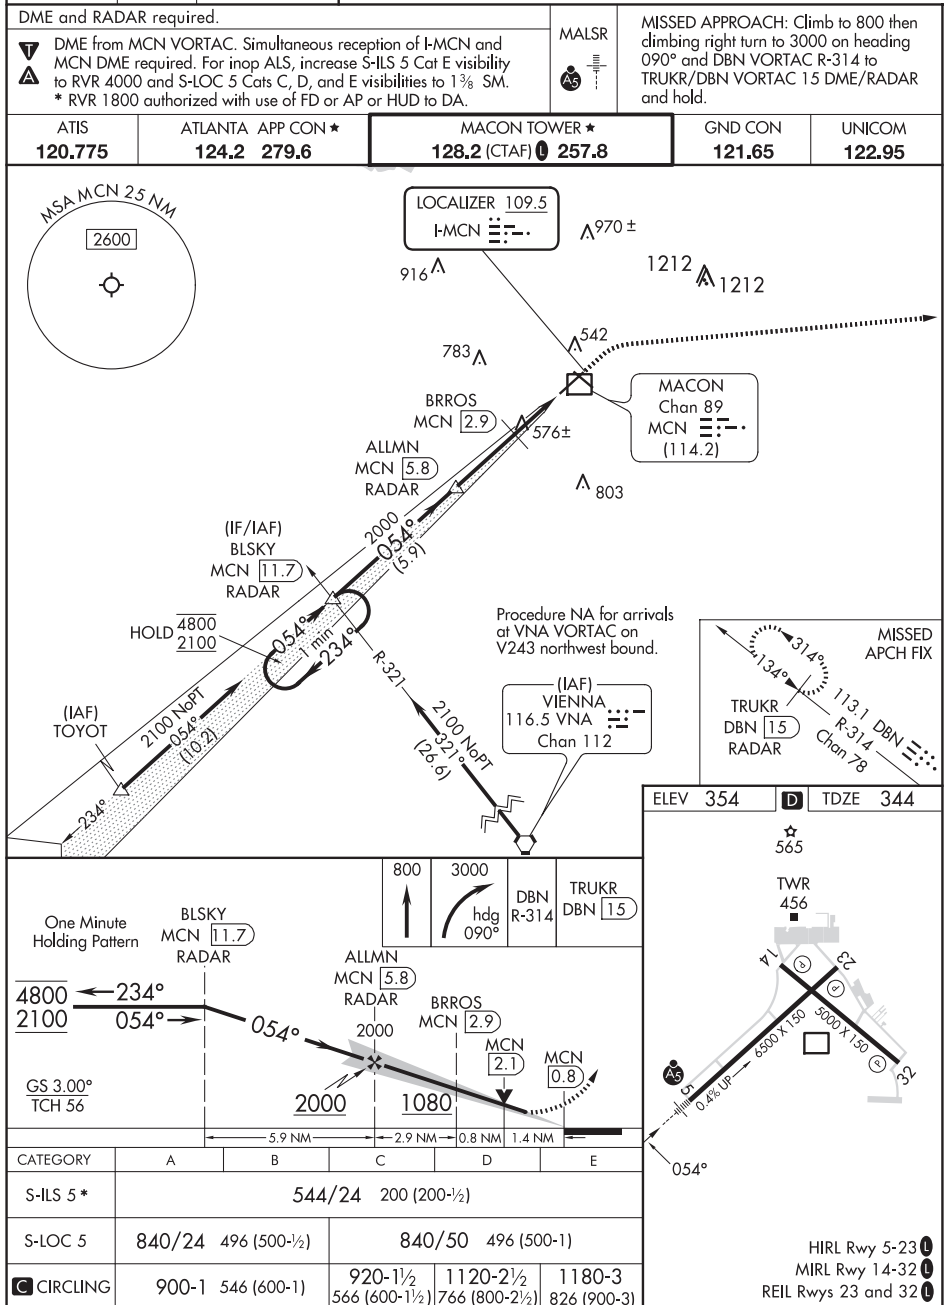 DME and RADAR required.
T
A
DME from MCN VORTAC. Simultaneous reception of I-MCN and
MCN DME required. For inop ALS, increase S-ILS 5 Cat E visibility
to RVR 4000 and S-LOC 5 Cats C, D, and E visibilities to 1⅜ SM.
* RVR 1800 authorized with use of FD or AP or HUD to DA.
MALSR
A5
MISSED APPROACH: Climb to 800 then
climbing right turn to 3000 on heading
090° and DBN VORTAC R-314 to
TRUKR/DBN VORTAC 15 DME/RADAR
and hold.
ATIS
120.775
ATLANTA APP CON ★
124.2 279.6
MACON TOWER ★
128.2 (CTAF) L 257.8
GND CON
121.65
UNICOM
122.95
MSA MCN 25 NM
2600
LOCALIZER 109.5
I-MCN
970 ±
916
1212
1212
542
783
MACON
Chan 89
MCN
(114.2)
BRROS
MCN 2.9
576±
ALLMN
MCN 5.8
RADAR
803
2000
054°
(5.9)
(IF/IAF)
BLSKY
MCN 11.7
RADAR
HOLD 4800
2100
054°
1 min
234°
R-321
Procedure NA for arrivals
at VNA VORTAC on
V243 northwest bound.
(IAF)
VIENNA
116.5 VNA
Chan 112
2100 NoPT
321°
(26.6)
(IAF)
TOYOT
2100 NoPT
054°
(10.2)
234°
MISSED
APCH FIX
314°
134°
TRUKR
DBN 15
RADAR
113.1 DBN
R-314
Chan 78
ELEV 354
D
TDZE 344
565
TWR
456
14
23
P
P
6500 X 150
5000 X 150
P
32
A5
5
0.4% UP
054°
HIRL Rwy 5-23 L
MIRL Rwy 14-32 L
REIL Rwys 23 and 32 L
800
3000
hdg
090°
DBN
R-314
TRUKR
DBN 15
One Minute
Holding Pattern
BLSKY
MCN 11.7
RADAR
ALLMN
MCN 5.8
RADAR
2000
BRROS
MCN 2.9
MCN
2.1
MCN
0.8
4800
2100
234°
054°
054°
GS 3.00°
TCH 56
2000
1080
5.9 NM
2.9 NM
0.8 NM
1.4 NM
CATEGORY A B C D E
S-ILS 5 * 544/24 200 (200-½)
S-LOC 5 840/24 496 (500-½) 840/50 496 (500-1)
C CIRCLING 900-1 546 (600-1) 920-1½ 1120-2½ 1180-3
566 (600-1½) 766 (800-2½) 826 (900-3)